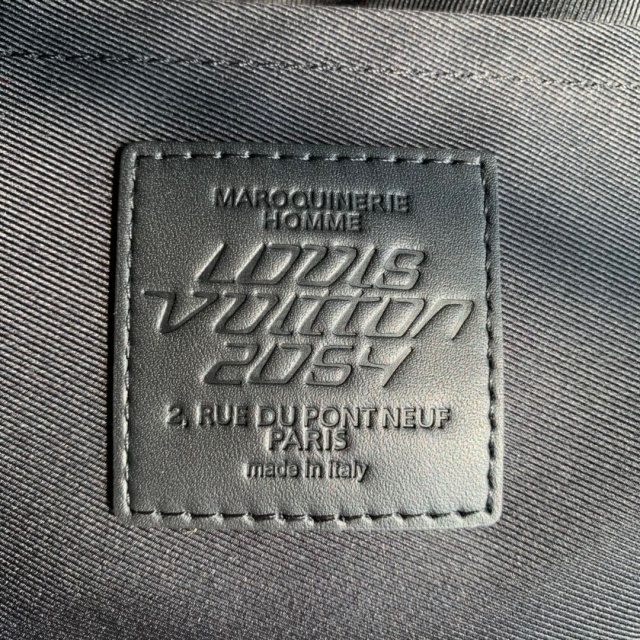 MAROQUINERIE
HOMME
LOUIS
VUITTON
2054
2, RUE DU PONT NEUF
PARIS
made in Italy